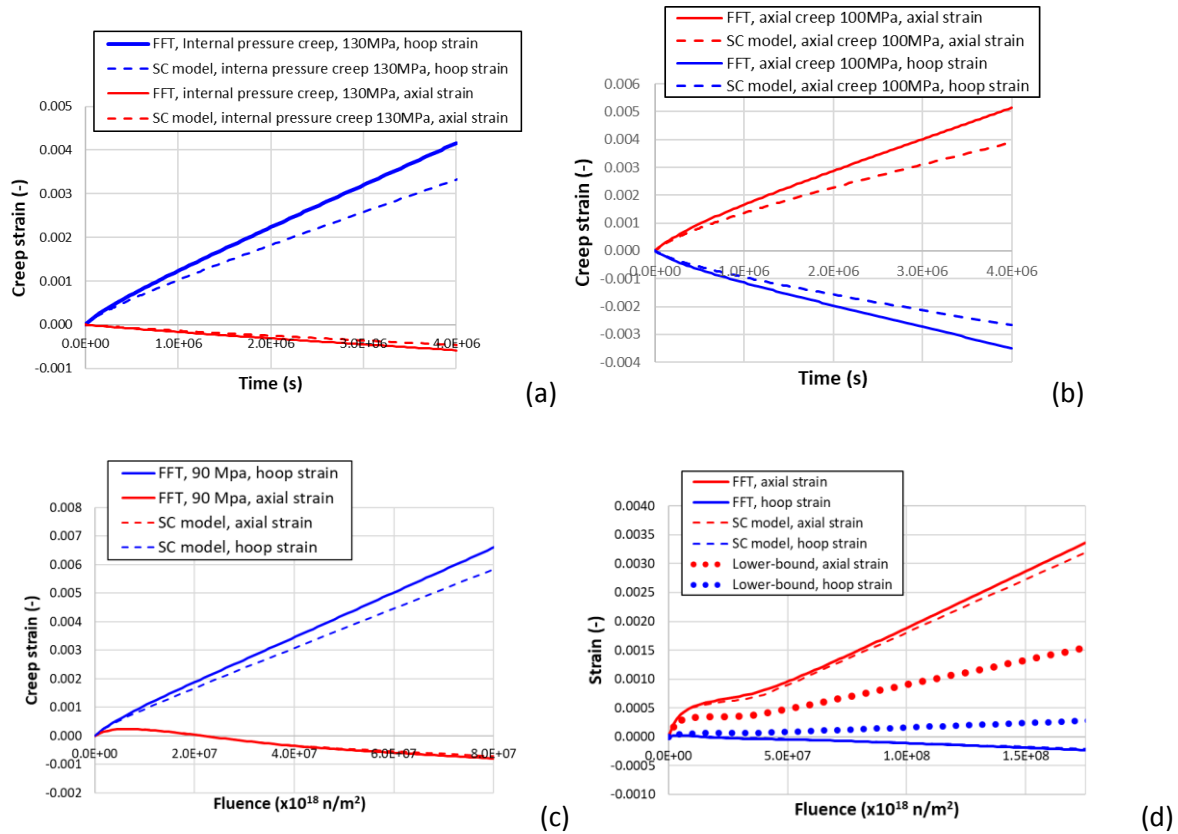 FFT, Internal pressure creep, 130MPa, hoop strain
SC model, interna pressure creep 130MPa, hoop strain
FFT, internal pressure creep, 130MPa, axial strain
SC model, internal pressure creep 130MPa, axial strain
0.005
0.004
0.003
0.002
0.001
0.000
-0.001
0.0E+00
1.0E+06
2.0E+06
3.0E+06
4.0E+06
Creep strain (-)
Time (s)
(a)
FFT, axial creep 100MPa, axial strain
SC model, axial creep 100MPa, axial strain
FFT, axial creep 100MPa, hoop strain
SC model, axial creep 100MPa, hoop strain
0.006
0.005
0.004
0.003
0.002
0.001
0.000
-0.001
-0.002
-0.003
-0.004
0.0E+00
1.0E+06
2.0E+06
3.0E+06
4.0E+06
Creep strain (-)
Time (s)
(b)
FFT, 90 Mpa, hoop strain
FFT, 90 Mpa, axial strain
SC model, axial strain
SC model, hoop strain
0.008
0.007
0.006
0.005
0.004
0.003
0.002
0.001
0.000
-0.001
-0.002
0.0E+00
2.0E+07
4.0E+07
6.0E+07
8.0E+07
Creep strain (-)
Fluence (x10¹⁸ n/m²)
(c)
FFT, axial strain
FFT, hoop strain
SC model, axial strain
SC model, hoop strain
Lower-bound, axial strain
Lower-bound, hoop strain
0.0040
0.0035
0.0030
0.0025
0.0020
0.0015
0.0010
0.0005
0.0000
-0.0005
-0.0010
0.0E+00
5.0E+07
1.0E+08
1.5E+08
Strain (-)
Fluence (x10¹⁸ n/m²)
(d)